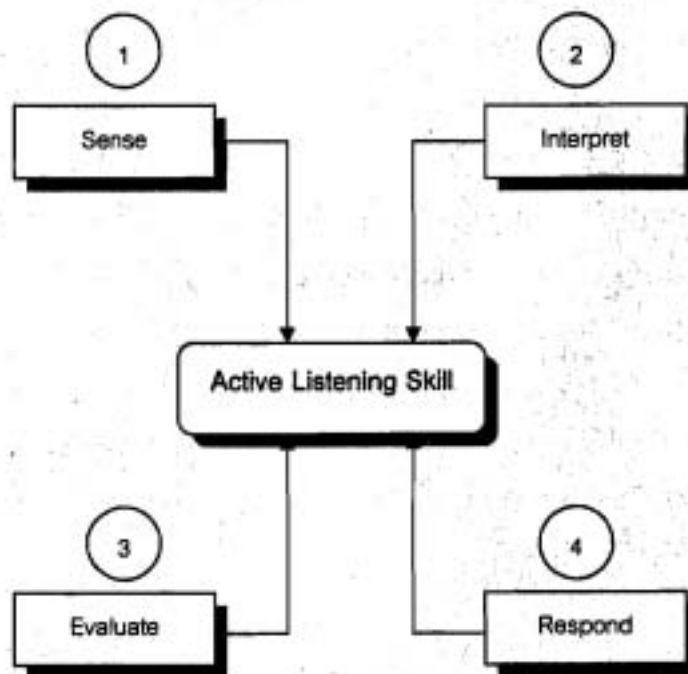 1
2
Sense
Interpret
Active Listening Skill
3
4
Evaluate
Respond